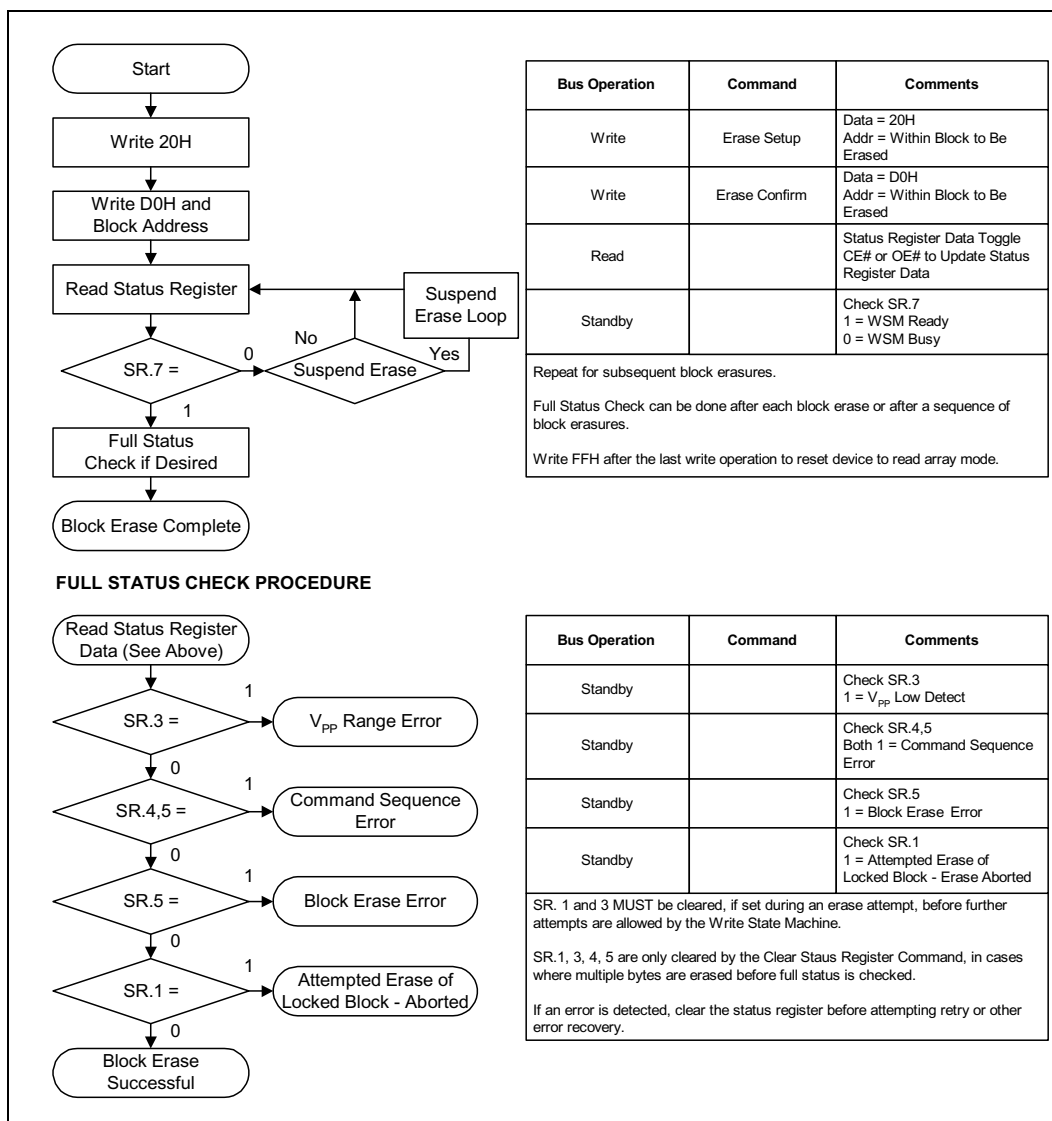 Start
Write 20H
Write D0H and
Block Address
Read Status Register
Suspend
Erase Loop
No
Yes
0
SR.7 =
Suspend Erase
1
Full Status
Check if Desired
Block Erase Complete
Bus Operation Command Comments
Write Erase Setup Data = 20H
Addr = Within Block to Be
Erased
Write Erase Confirm Data = D0H
Addr = Within Block to Be
Erased
Read Status Register Data Toggle
CE# or OE# to Update Status
Register Data
Standby Check SR.7
1 = WSM Ready
0 = WSM Busy
Repeat for subsequent block erasures.
Full Status Check can be done after each block erase or after a sequence of
block erasures.
Write FFH after the last write operation to reset device to read array mode.
FULL STATUS CHECK PROCEDURE
Read Status Register
Data (See Above)
1
SR.3 =
VPP Range Error
0
1
SR.4,5 =
Command Sequence
Error
0
1
SR.5 =
Block Erase Error
0
1
SR.1 =
Attempted Erase of
Locked Block - Aborted
0
Block Erase
Successful
Bus Operation Command Comments
Standby Check SR.3
1 = VPP Low Detect
Standby Check SR.4,5
Both 1 = Command Sequence
Error
Standby Check SR.5
1 = Block Erase Error
Standby Check SR.1
1 = Attempted Erase of
Locked Block - Erase Aborted
SR. 1 and 3 MUST be cleared, if set during an erase attempt, before further
attempts are allowed by the Write State Machine.
SR.1, 3, 4, 5 are only cleared by the Clear Staus Register Command, in cases
where multiple bytes are erased before full status is checked.
If an error is detected, clear the status register before attempting retry or other
error recovery.